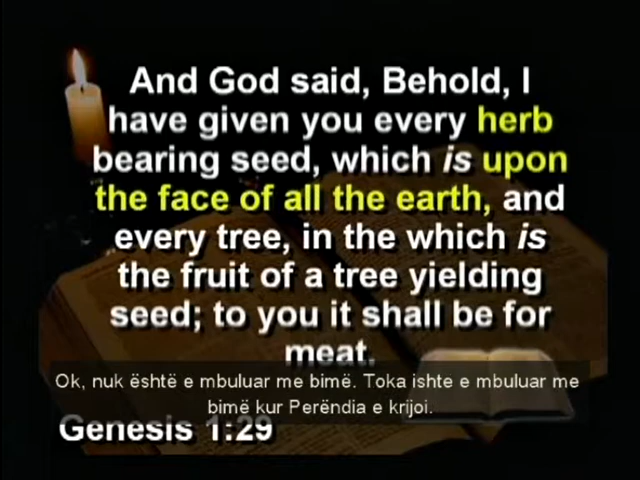 And God said, Behold, I
have given you every herb
bearing seed, which is upon
the face of all the earth, and
every tree, in the which is
the fruit of a tree yielding
seed; to you it shall be for
meat.
Ok, nuk është e mbuluar me bimë. Toka ishte e mbuluar me
bimë kur Perëndia e krijoi.
Genesis 1:29